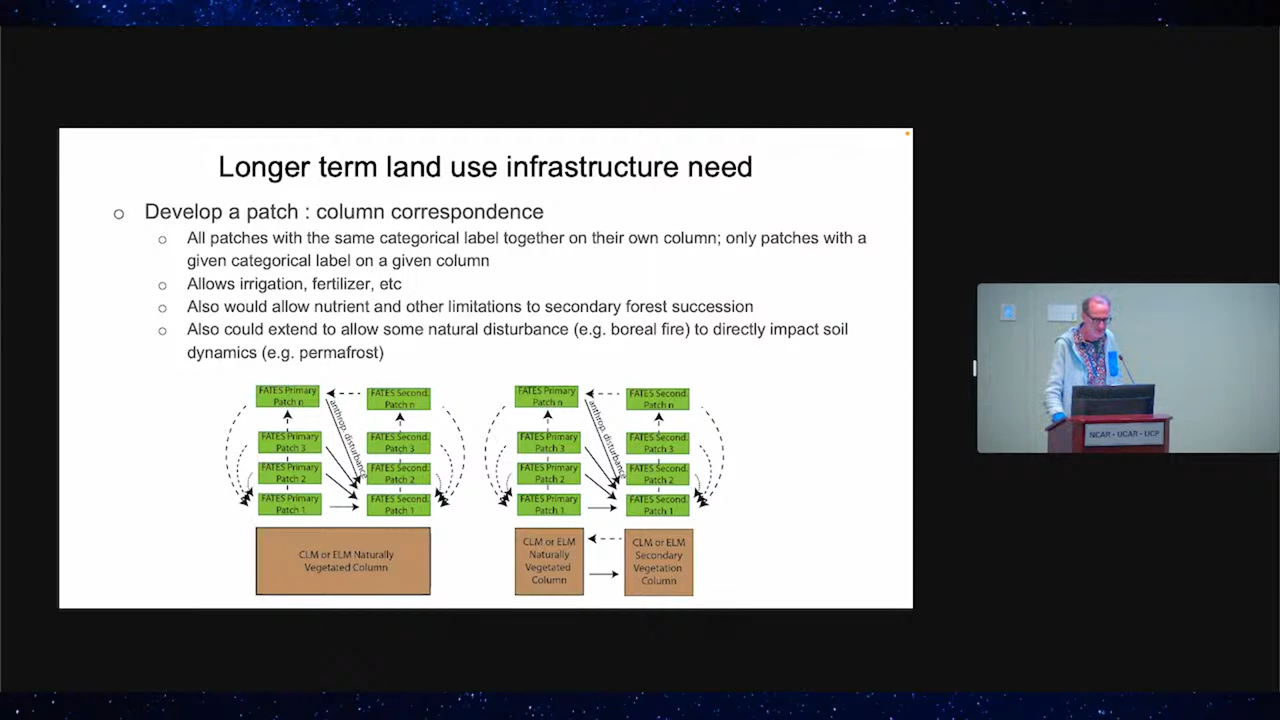 Longer term land use infrastructure need
○ Develop a patch : column correspondence
○ All patches with the same categorical label together on their own column; only patches with a
given categorical label on a given column
○ Allows irrigation, fertilizer, etc
○ Also would allow nutrient and other limitations to secondary forest succession
○ Also could extend to allow some natural disturbance (e.g. boreal fire) to directly impact soil
dynamics (e.g. permafrost)
FATES Primary
Patch n
FATES Second.
Patch n
anthrop. disturbance
FATES Primary
Patch 3
FATES Second.
Patch 3
FATES Primary
Patch 2
FATES Second.
Patch 2
FATES Primary
Patch 1
FATES Second.
Patch 1
CLM or ELM Naturally
Vegetated Column
FATES Primary
Patch n
FATES Second.
Patch n
anthrop. disturbance
FATES Primary
Patch 3
FATES Second.
Patch 3
FATES Primary
Patch 2
FATES Second.
Patch 2
FATES Primary
Patch 1
FATES Second.
Patch 1
CLM or ELM
Naturally
Vegetated
Column
CLM or ELM
Secondary
Vegetation
Column
NCAR • UCAR • UCP